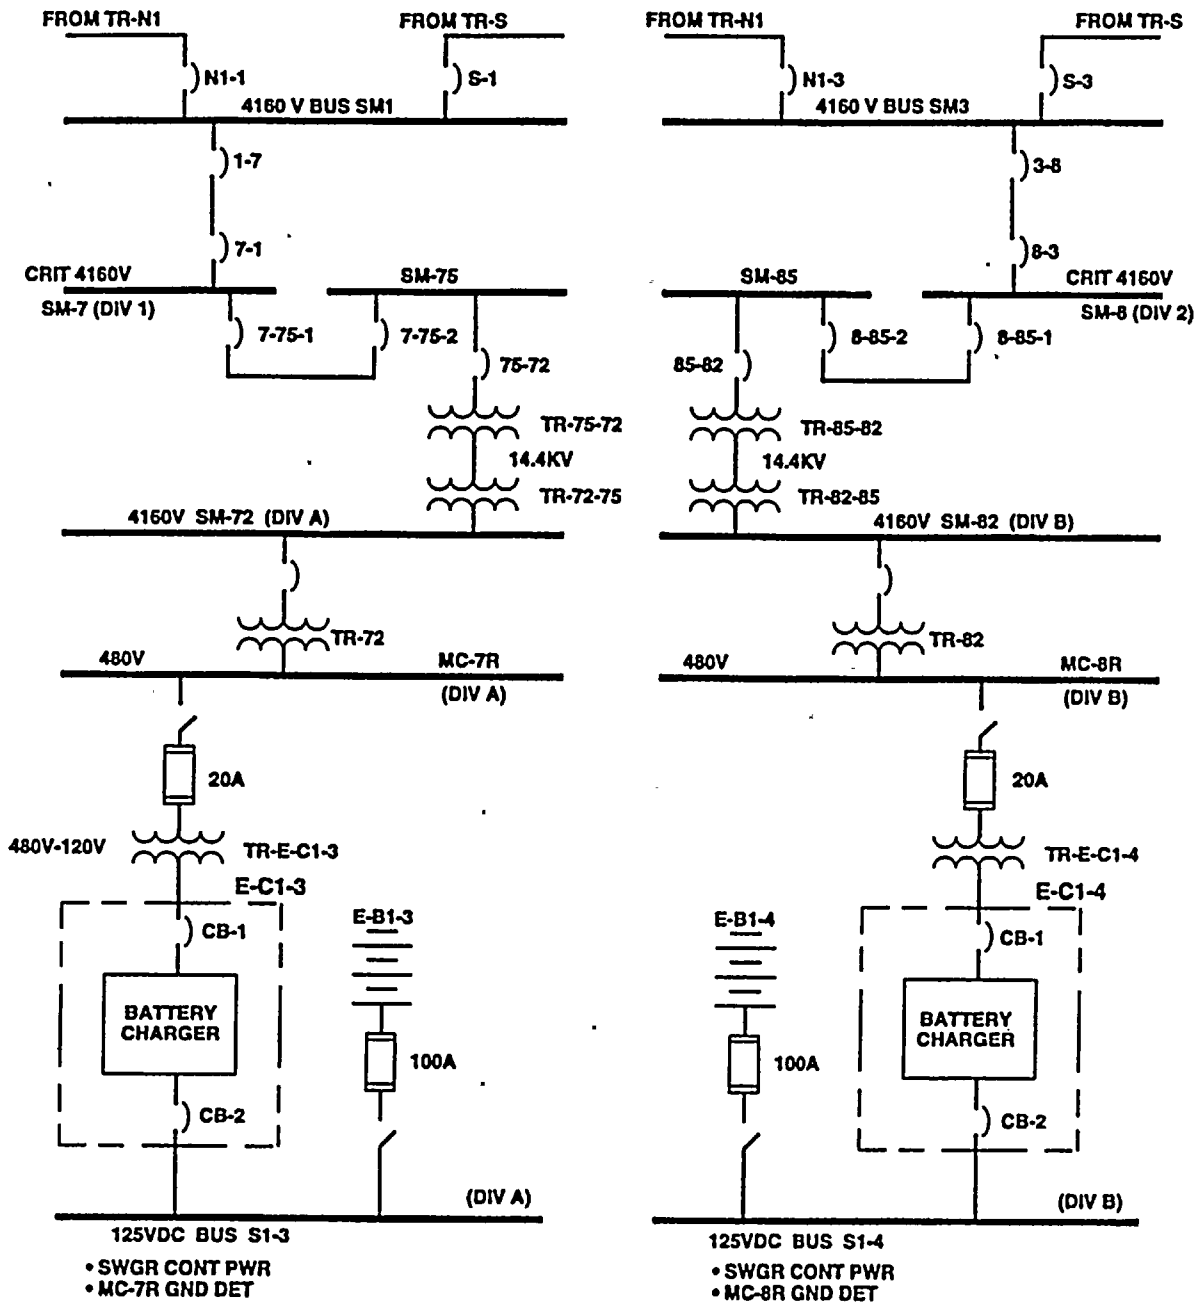 FROM TR-N1
FROM TR-S
FROM TR-N1
FROM TR-S
N1-1
S-1
N1-3
S-3
4160 V BUS SM1
4160 V BUS SM3
1-7
3-8
7-1
8-3
CRIT 4160V
SM-75
SM-85
CRIT 4160V
SM-7 (DIV 1)
SM-8 (DIV 2)
7-75-1
7-75-2
8-85-2
8-85-1
75-72
85-82
TR-75-72
TR-85-82
14.4KV
14.4KV
TR-72-75
TR-82-85
4160V SM-72 (DIV A)
4160V SM-82 (DIV B)
TR-72
TR-82
480V
MC-7R
(DIV A)
480V
MC-8R
(DIV B)
20A
20A
480V-120V
TR-E-C1-3
TR-E-C1-4
E-C1-3
E-C1-4
E-B1-3
E-B1-4
CB-1
CB-1
BATTERY
CHARGER
100A
100A
BATTERY
CHARGER
CB-2
CB-2
(DIV A)
(DIV B)
125VDC BUS S1-3
• SWGR CONT PWR
• MC-7R GND DET
125VDC BUS S1-4
• SWGR CONT PWR
• MC-8R GND DET